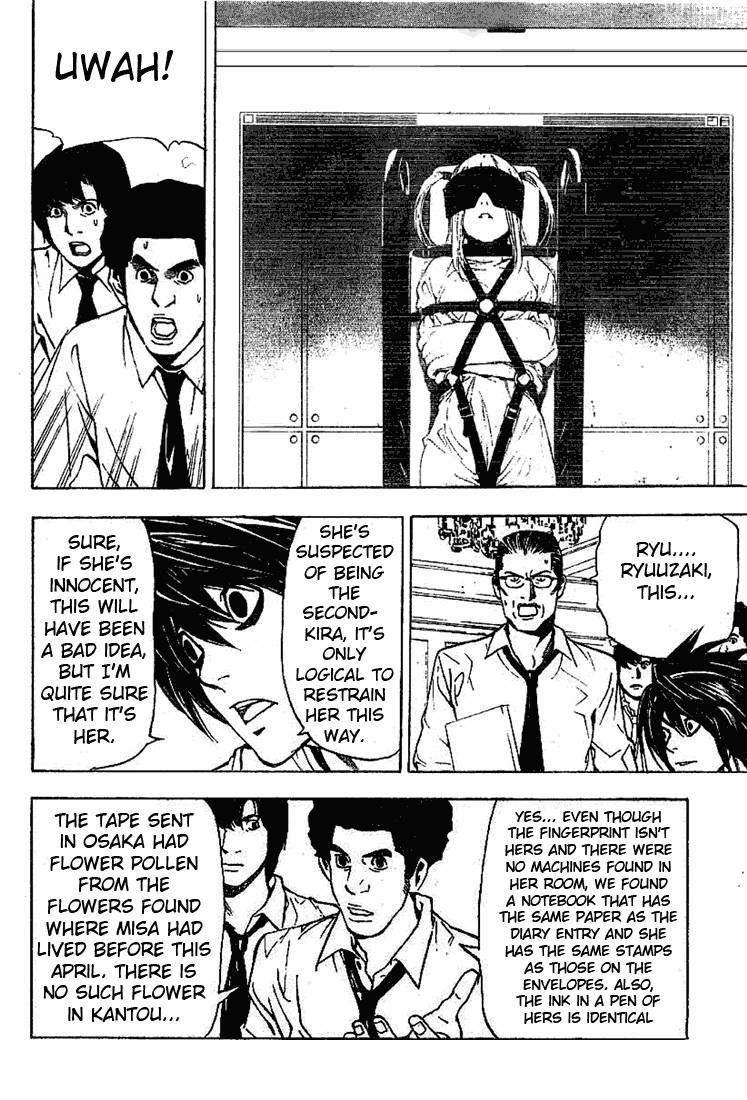 UWAH!
RYU....
RYUUZAKI,
THIS...
SHE'S
SUSPECTED
OF BEING
THE
SECOND-
KIRA, IT'S
ONLY
LOGICAL TO
RESTRAIN
HER THIS
WAY.
SURE,
IF SHE'S
INNOCENT,
THIS WILL
HAVE BEEN
A BAD IDEA,
BUT I'M
QUITE SURE
THAT IT'S
HER.
YES... EVEN THOUGH
THE FINGERPRINT ISN'T
HERS AND THERE WERE
NO MACHINES FOUND IN
HER ROOM, WE FOUND
A NOTEBOOK THAT HAS
THE SAME PAPER AS THE
DIARY ENTRY AND SHE
HAS THE SAME STAMPS
AS THOSE ON THE
ENVELOPES. ALSO,
THE INK IN A PEN OF
HERS IS IDENTICAL
THE TAPE SENT
IN OSAKA HAD
FLOWER POLLEN
FROM THE
FLOWERS FOUND
WHERE MISA HAD
LIVED BEFORE THIS
APRIL. THERE IS
NO SUCH FLOWER
IN KANTOU...